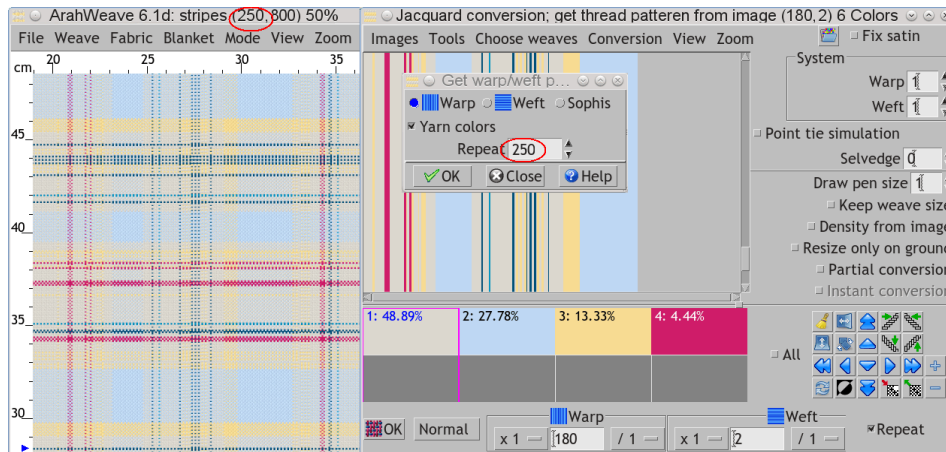 ArahWeave 6.1d: stripes (250,800) 50%
File Weave Fabric Blanket Mode View Zoom
cm 20 25 30 35
45
40
35
30
Jacquard conversion; get thread patteren from image (180,2) 6 Colors
Images Tools Choose weaves Conversion View Zoom
Get warp/weft p...
Warp Weft Sophis
Yarn colors
Repeat 250
OK Close Help
1: 48.89% 2: 27.78% 3: 13.33% 4: 4.44%
All
OK Normal
Warp
x 1 180 / 1
Weft
x 1 2 / 1
Repeat
Fix satin
System
Warp 1
Weft 1
Point tie simulation
Selvedge 0
Draw pen size 1
Keep weave size
Density from image
Resize only on ground
Partial conversion
Instant conversion